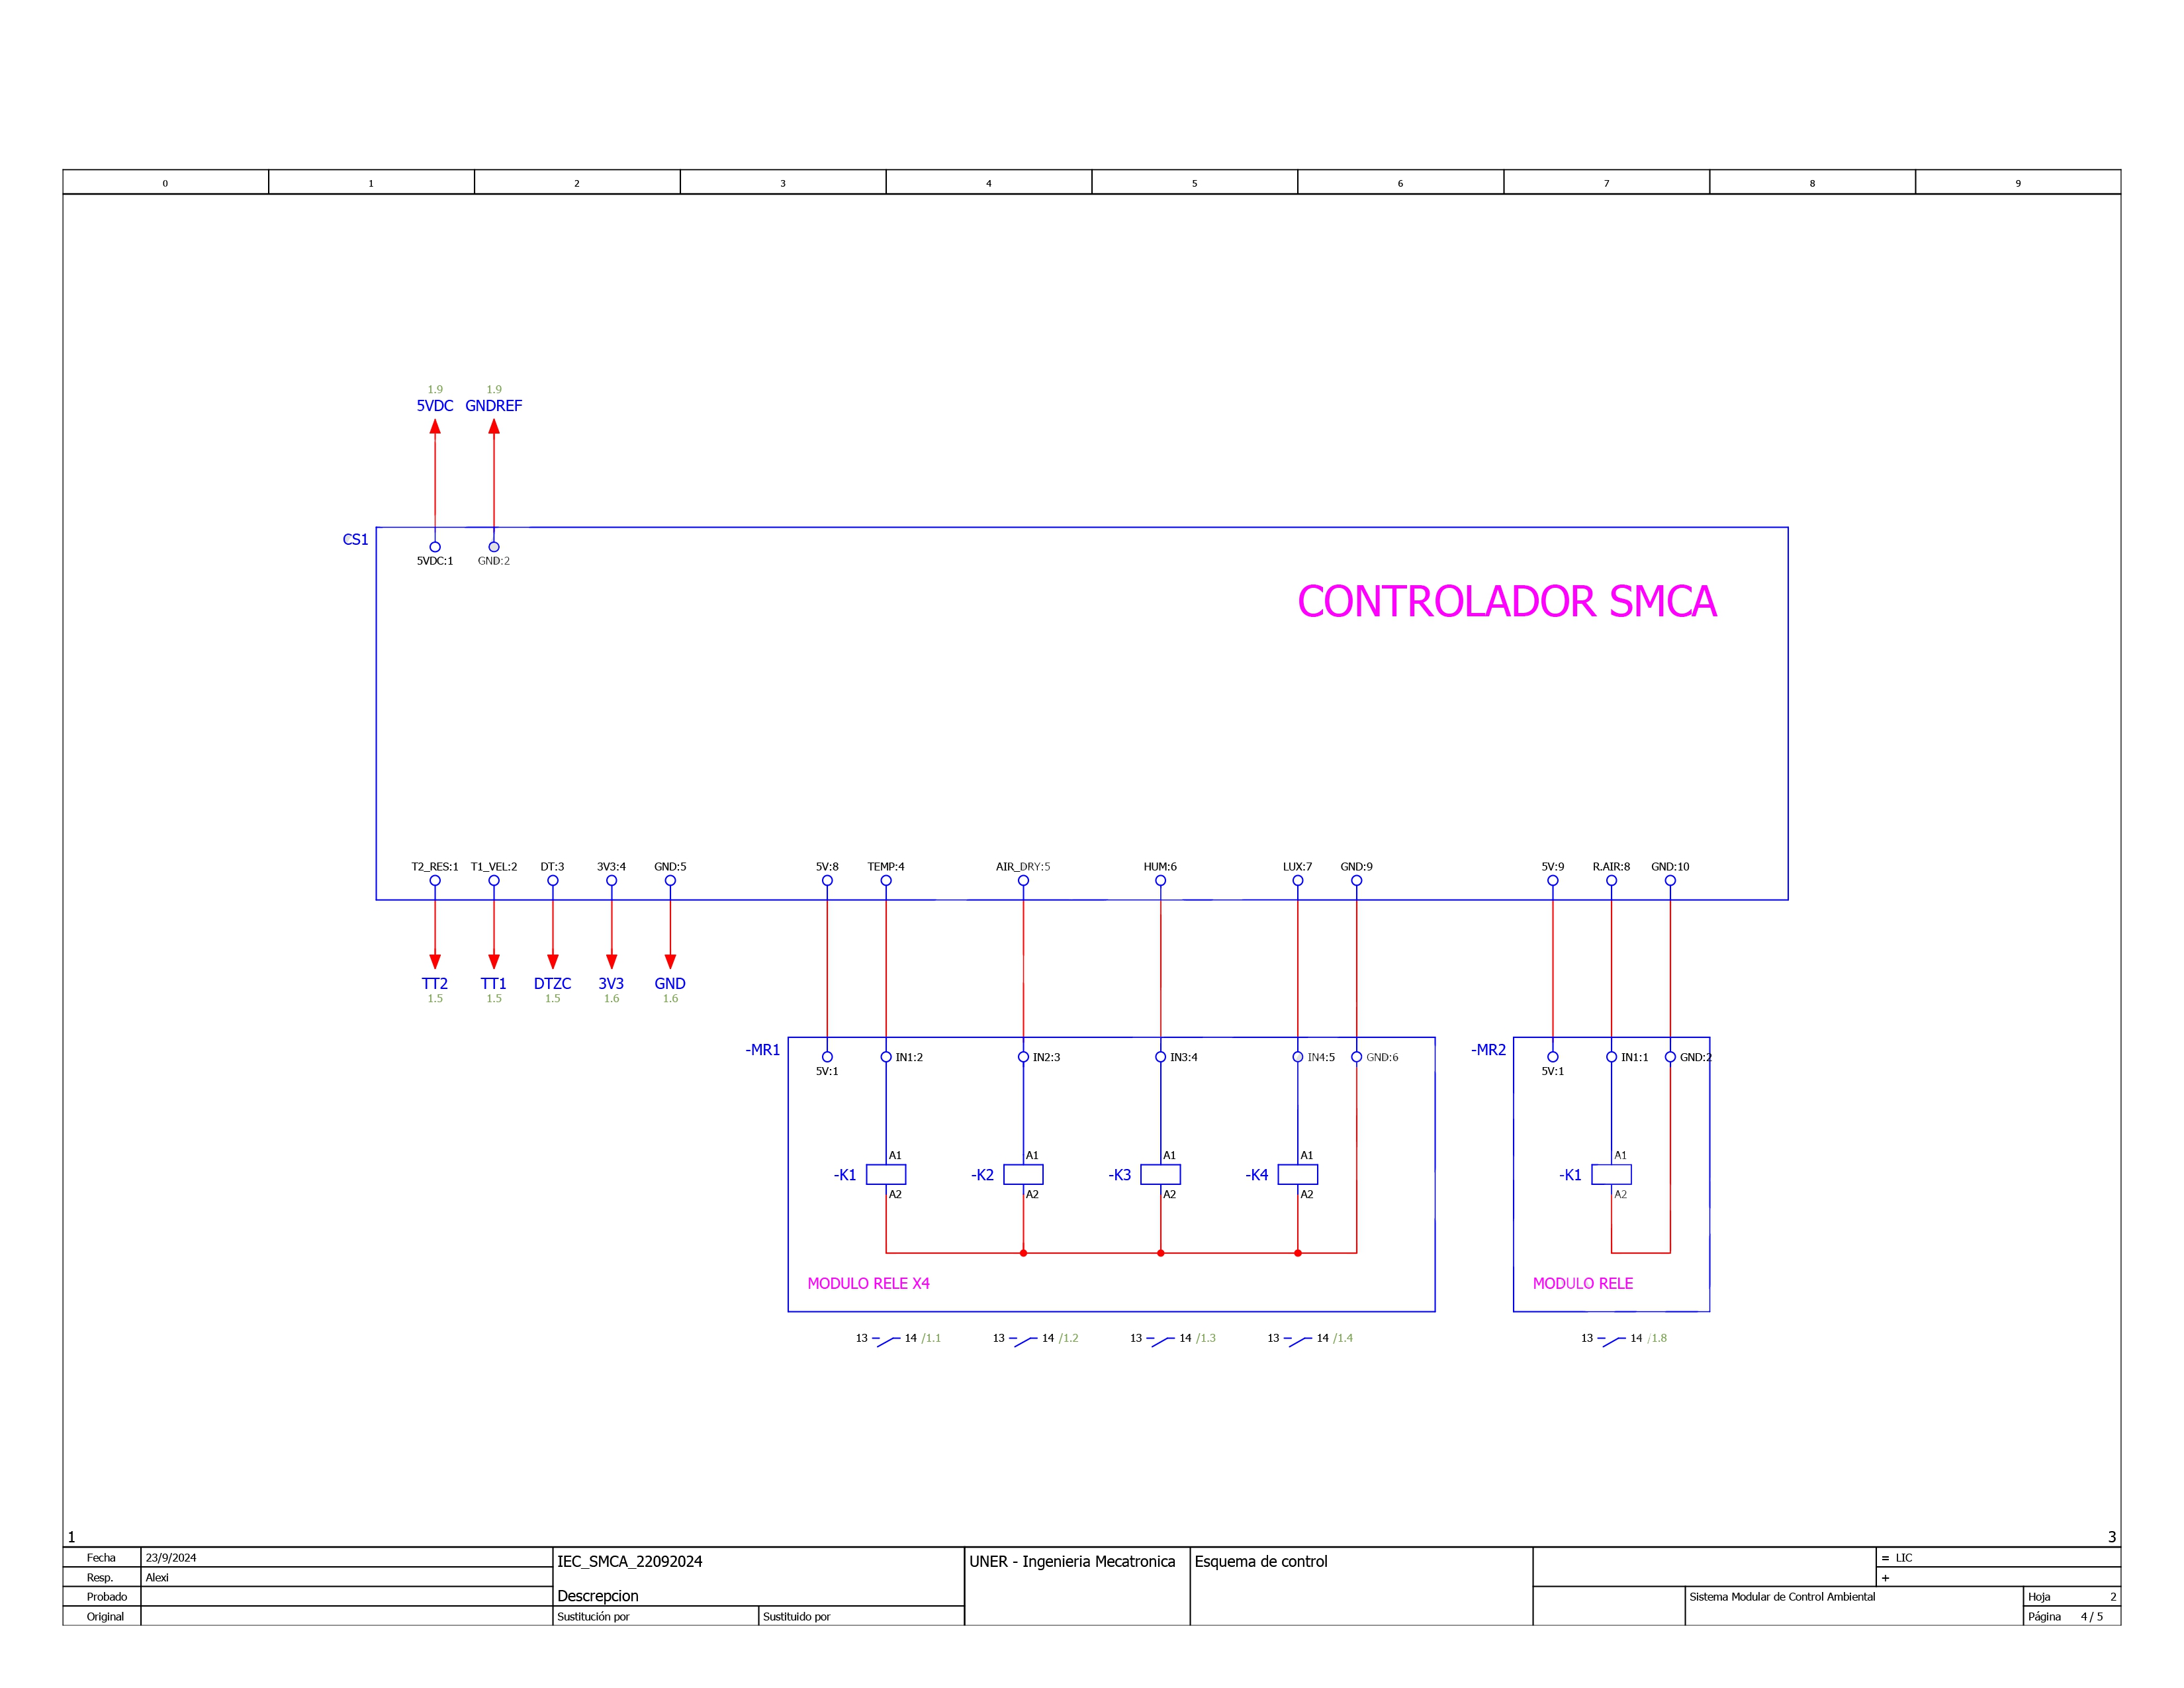 0 1 2 3 4 5 6 7 8 9
1.9 1.9
5VDC GNDREF
CS1
5VDC:1 GND:2
CONTROLADOR SMCA
T2_RES:1 T1_VEL:2 DT:3 3V3:4 GND:5 5V:8 TEMP:4 AIR_DRY:5 HUM:6 LUX:7 GND:9 5V:9 R.AIR:8 GND:10
TT2 TT1 DTZC 3V3 GND
1.5 1.5 1.5 1.6 1.6
-MR1 -MR2
IN1:2 IN2:3 IN3:4 IN4:5 GND:6 IN1:1 GND:2
5V:1 5V:1
A1 A1 A1 A1 A1
-K1 -K2 -K3 -K4 -K1
A2 A2 A2 A2 A2
MODULO RELE X4 MODULO RELE
13 14 /1.1 13 14 /1.2 13 14 /1.3 13 14 /1.4 13 14 /1.8
1 3
Fecha 23/9/2024 IEC_SMCA_22092024 UNER - Ingenieria Mecatronica Esquema de control = LIC
Resp. Alexi +
Probado Descrepcion Sistema Modular de Control Ambiental Hoja 2
Original Sustitución por Sustituido por Página 4 / 5